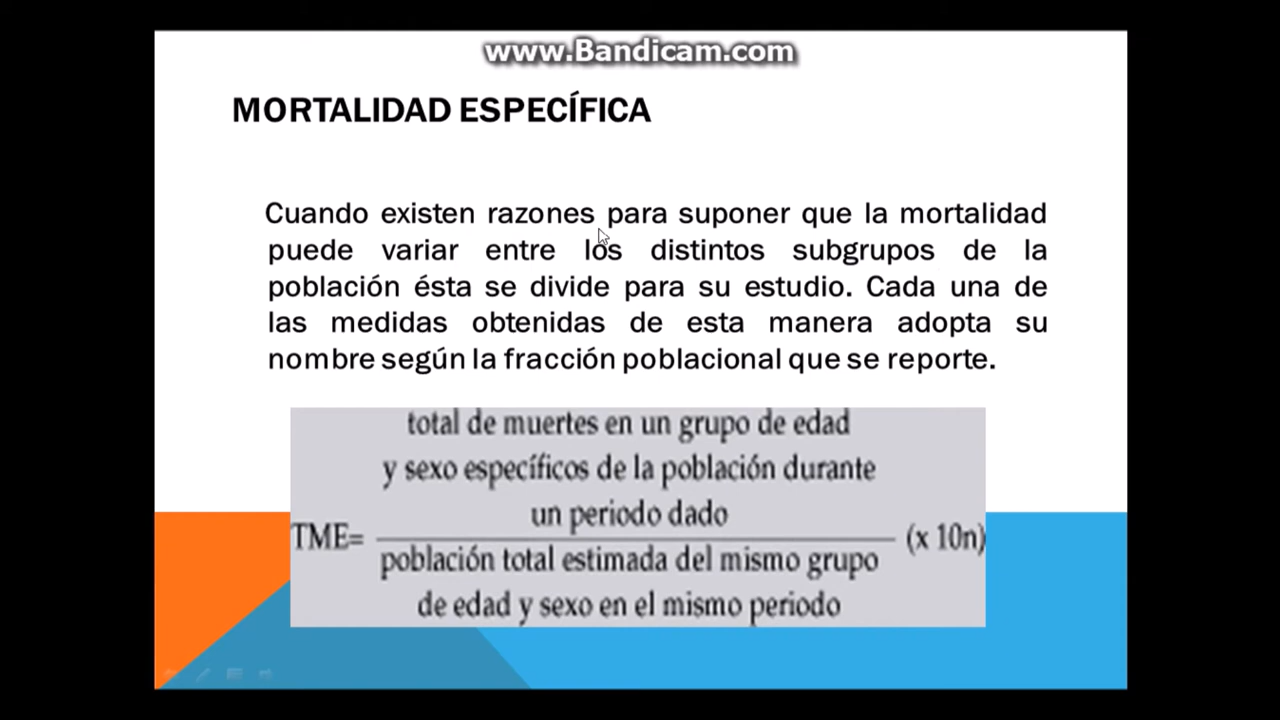 www.Bandicam.com
MORTALIDAD ESPECÍFICA
Cuando existen razones para suponer que la mortalidad
puede variar entre los distintos subgrupos de la
población ésta se divide para su estudio. Cada una de
las medidas obtenidas de esta manera adopta su
nombre según la fracción poblacional que se reporte.
total de muertes en un grupo de edad
y sexo específicos de la población durante
un periodo dado
TME= (x 10n)
población total estimada del mismo grupo
de edad y sexo en el mismo periodo